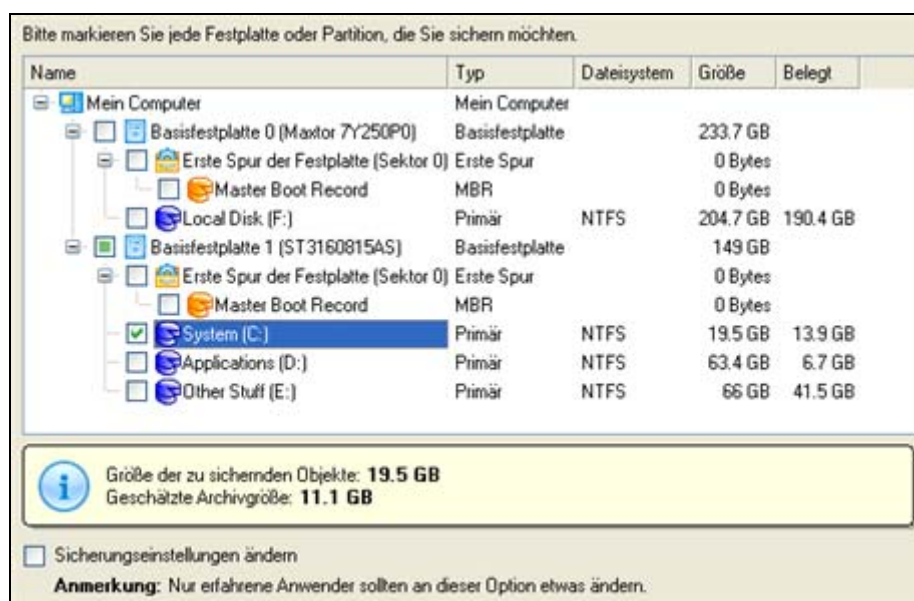 Bitte markieren Sie jede Festplatte oder Partition, die Sie sichern möchten.
Name Typ Dateisystem Größe Belegt
Mein Computer Mein Computer
Basisfestplatte 0 (Maxtor 7Y250P0) Basisfestplatte 233.7 GB
Erste Spur der Festplatte (Sektor 0) Erste Spur 0 Bytes
Master Boot Record MBR 0 Bytes
Local Disk (F:) Primär NTFS 204.7 GB 190.4 GB
Basisfestplatte 1 (ST3160815AS) Basisfestplatte 149 GB
Erste Spur der Festplatte (Sektor 0) Erste Spur 0 Bytes
Master Boot Record MBR 0 Bytes
System (C:) Primär NTFS 19.5 GB 13.9 GB
Applications (D:) Primär NTFS 63.4 GB 6.7 GB
Other Stuff (E:) Primär NTFS 66 GB 41.5 GB
Größe der zu sichernden Objekte: 19.5 GB
Geschätzte Archivgröße: 11.1 GB
Sicherungseinstellungen ändern
Anmerkung: Nur erfahrene Anwender sollten an dieser Option etwas ändern.